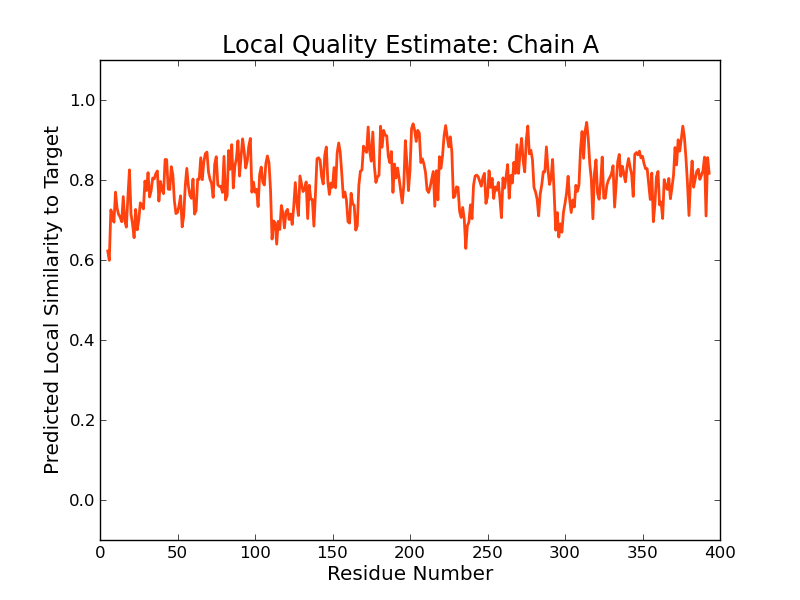 Local Quality Estimate: Chain A
Predicted Local Similarity to Target
1.0
0.8
0.6
0.4
0.2
0.0
0 50 100 150 200 250 300 350 400
Residue Number